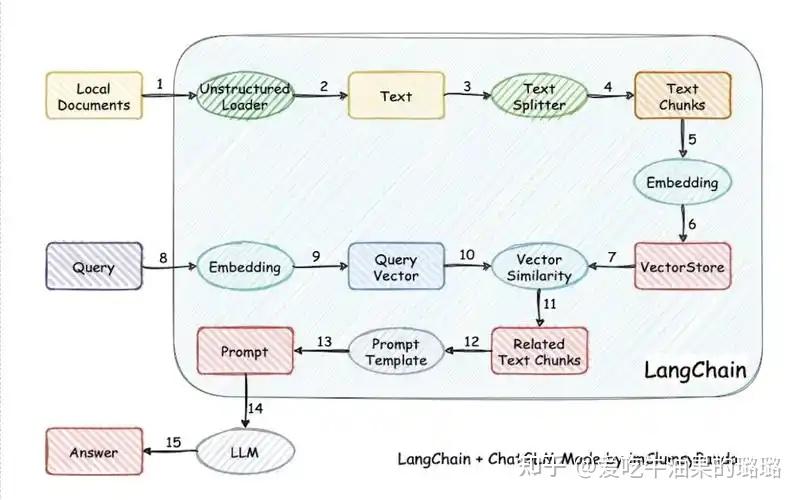 Local
Documents
1
Unstructured
Loader
2
Text
3
Text
Splitter
4
Text
Chunks
5
Embedding
6
Query
8
Embedding
9
Query
Vector
10
Vector
Similarity
7
VectorStore
11
Prompt
13
Prompt
Template
12
Related
Text Chunks
LangChain
14
Answer
15
LLM
LangChain + ChatGLM Made by ImClumsyPanda
知乎 @爱吃牛油果的璐璐